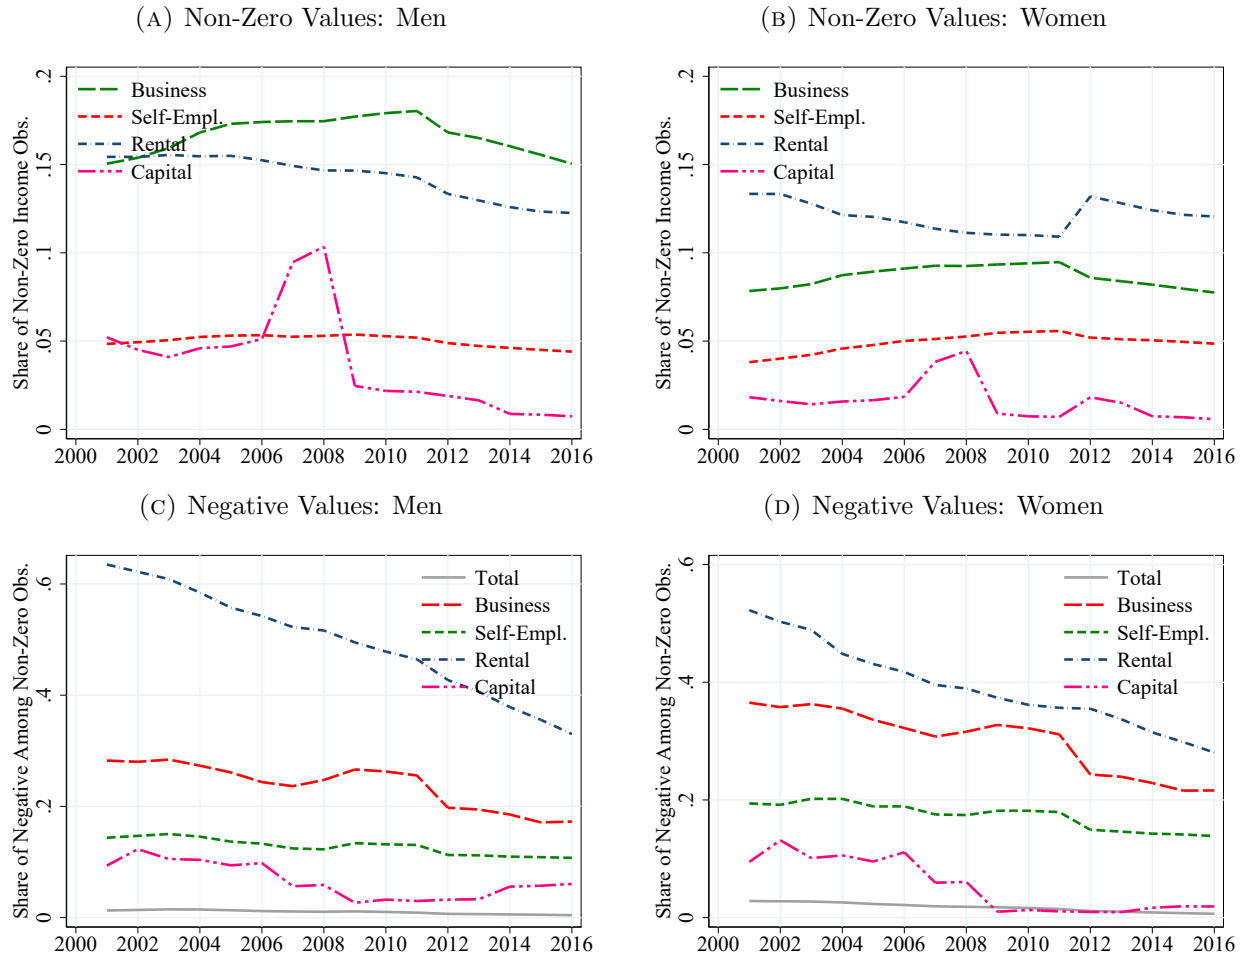 (A) Non-Zero Values: Men
Share of Non-Zero Income Obs.
.2
.15
.1
.05
0
Business
Self-Empl.
Rental
Capital
2000 2002 2004 2006 2008 2010 2012 2014 2016
(B) Non-Zero Values: Women
Share of Non-Zero Income Obs.
.2
.15
.1
.05
0
Business
Self-Empl.
Rental
Capital
2000 2002 2004 2006 2008 2010 2012 2014 2016
(C) Negative Values: Men
Share of Negative Among Non-Zero Obs.
.6
.4
.2
0
Total
Business
Self-Empl.
Rental
Capital
2000 2002 2004 2006 2008 2010 2012 2014 2016
(D) Negative Values: Women
Share of Negative Among Non-Zero Obs.
.6
.4
.2
0
Total
Business
Self-Empl.
Rental
Capital
2000 2002 2004 2006 2008 2010 2012 2014 2016